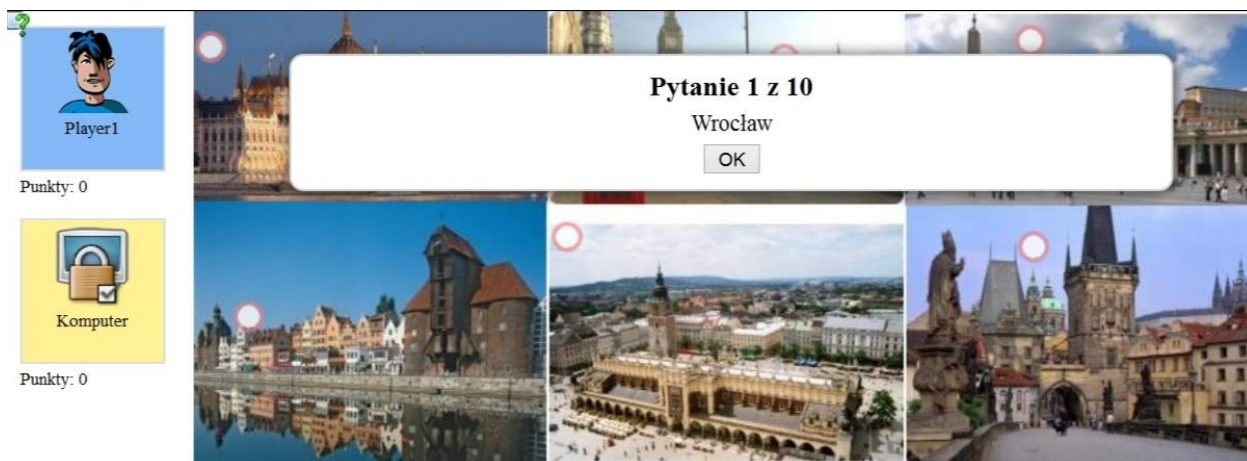 Player1
Punkty: 0
Komputer
Punkty: 0
Pytanie 1 z 10
Wrocław
OK